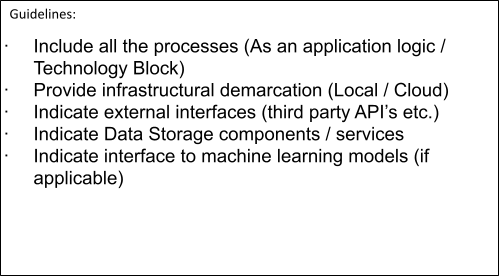 Guidelines:
· Include all the processes (As an application logic /
Technology Block)
· Provide infrastructural demarcation (Local / Cloud)
· Indicate external interfaces (third party API's etc.)
· Indicate Data Storage components / services
· Indicate interface to machine learning models (if
applicable)